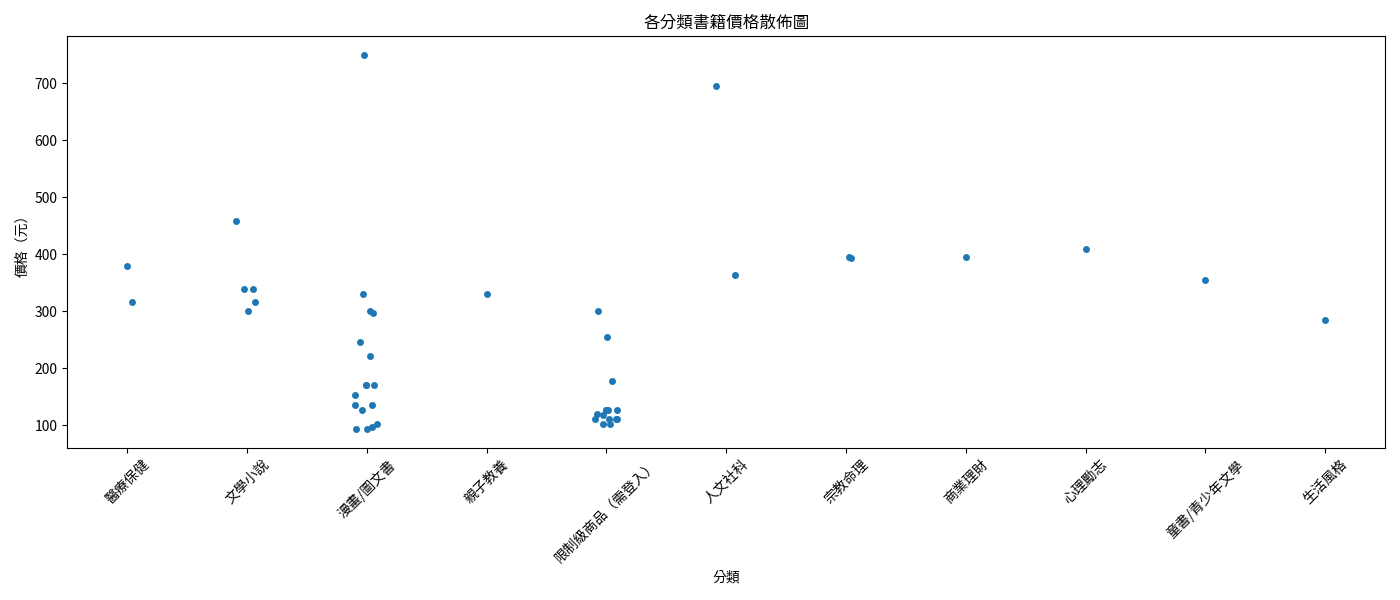 各分類書籍價格散佈圖
價格（元）
700
600
500
400
300
200
100
醫療保健
文學小說
漫畫/圖文書
親子教養
限制級商品（需登入）
人文社科
宗教命理
商業理財
心理勵志
童書/青少年文學
生活風格
分類